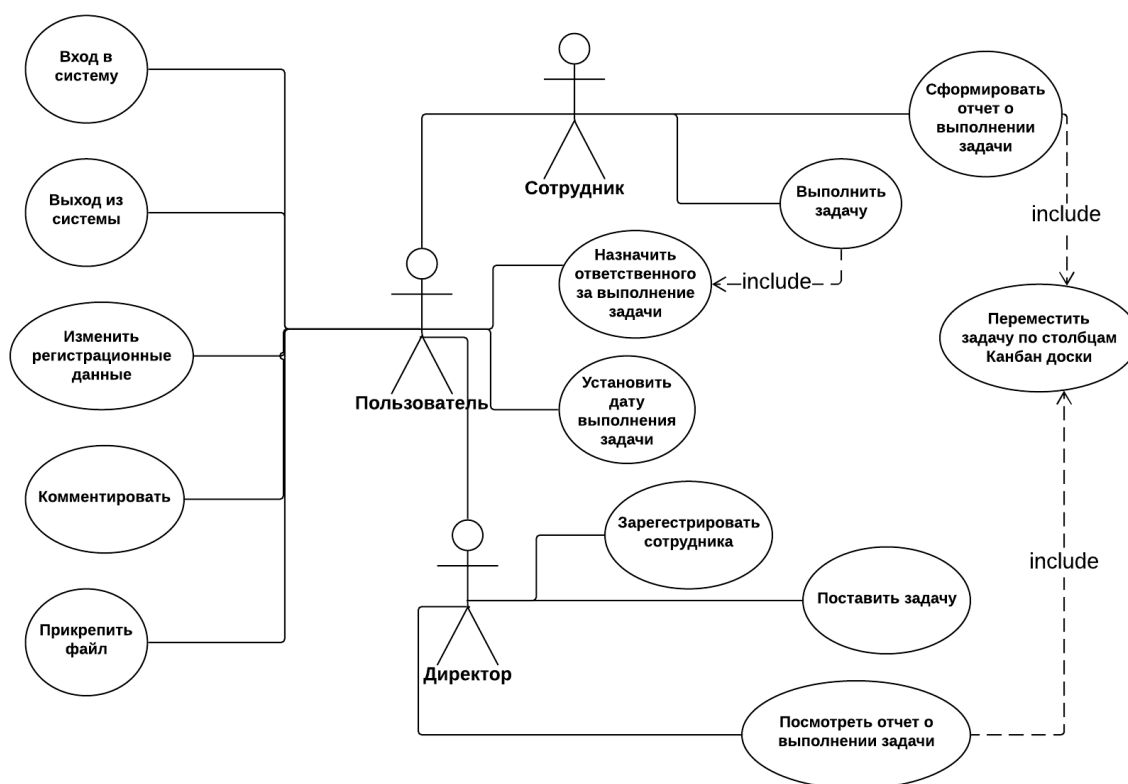 Вход в
систему
Сформировать
отчет о
выполнении
задачи
Сотрудник
Выполнить
задачу
Выход из
системы
include
Назначить
ответственного
за выполнение
задачи
include
Изменить
регистрационные
данные
Переместить
задачу по столбцам
Канбан доски
Пользователь
Установить
дату
выполнения
задачи
Комментировать
Зарегестрировать
сотрудника
include
Поставить задачу
Прикрепить
файл
Директор
Посмотреть отчет о
выполнении задачи